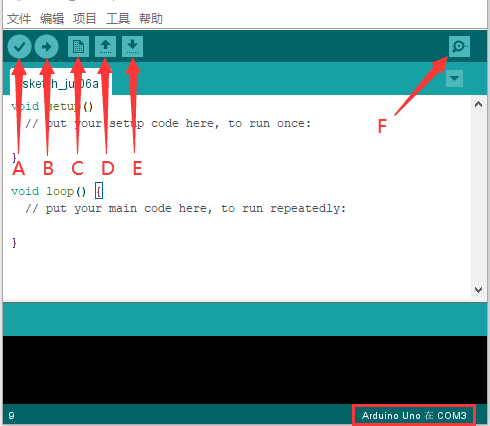 文件 编辑 项目 工具 帮助
void setup()
// put your setup code here, to run once:
}
A B C D E F
void loop() {
// put your main code here, to run repeatedly:
}
9 Arduino Uno 在 COM3